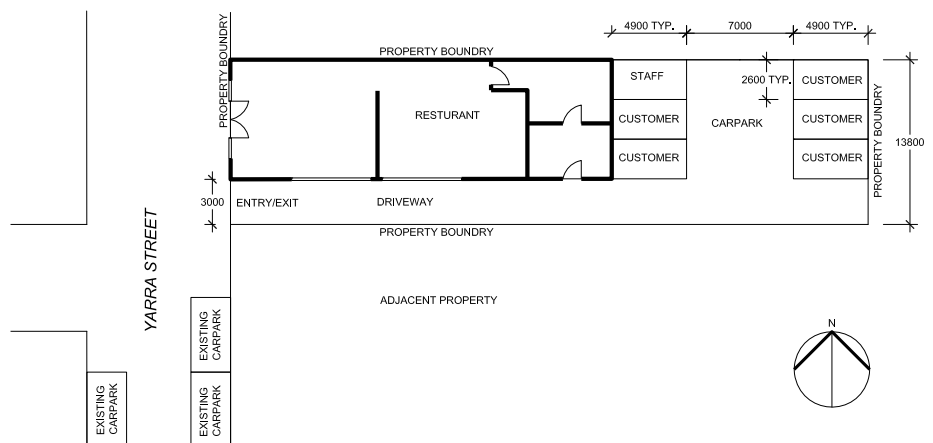 4900 TYP.
7000
4900 TYP.
PROPERTY BOUNDRY
PROPERTY BOUNDRY
STAFF
2600 TYP.
CUSTOMER
RESTURANT
CUSTOMER
CARPARK
CUSTOMER
PROPERTY BOUNDRY
13800
CUSTOMER
CUSTOMER
3000
ENTRY/EXIT
DRIVEWAY
PROPERTY BOUNDRY
YARRA STREET
ADJACENT PROPERTY
EXISTING
CARPARK
N
EXISTING
CARPARK
EXISTING
CARPARK